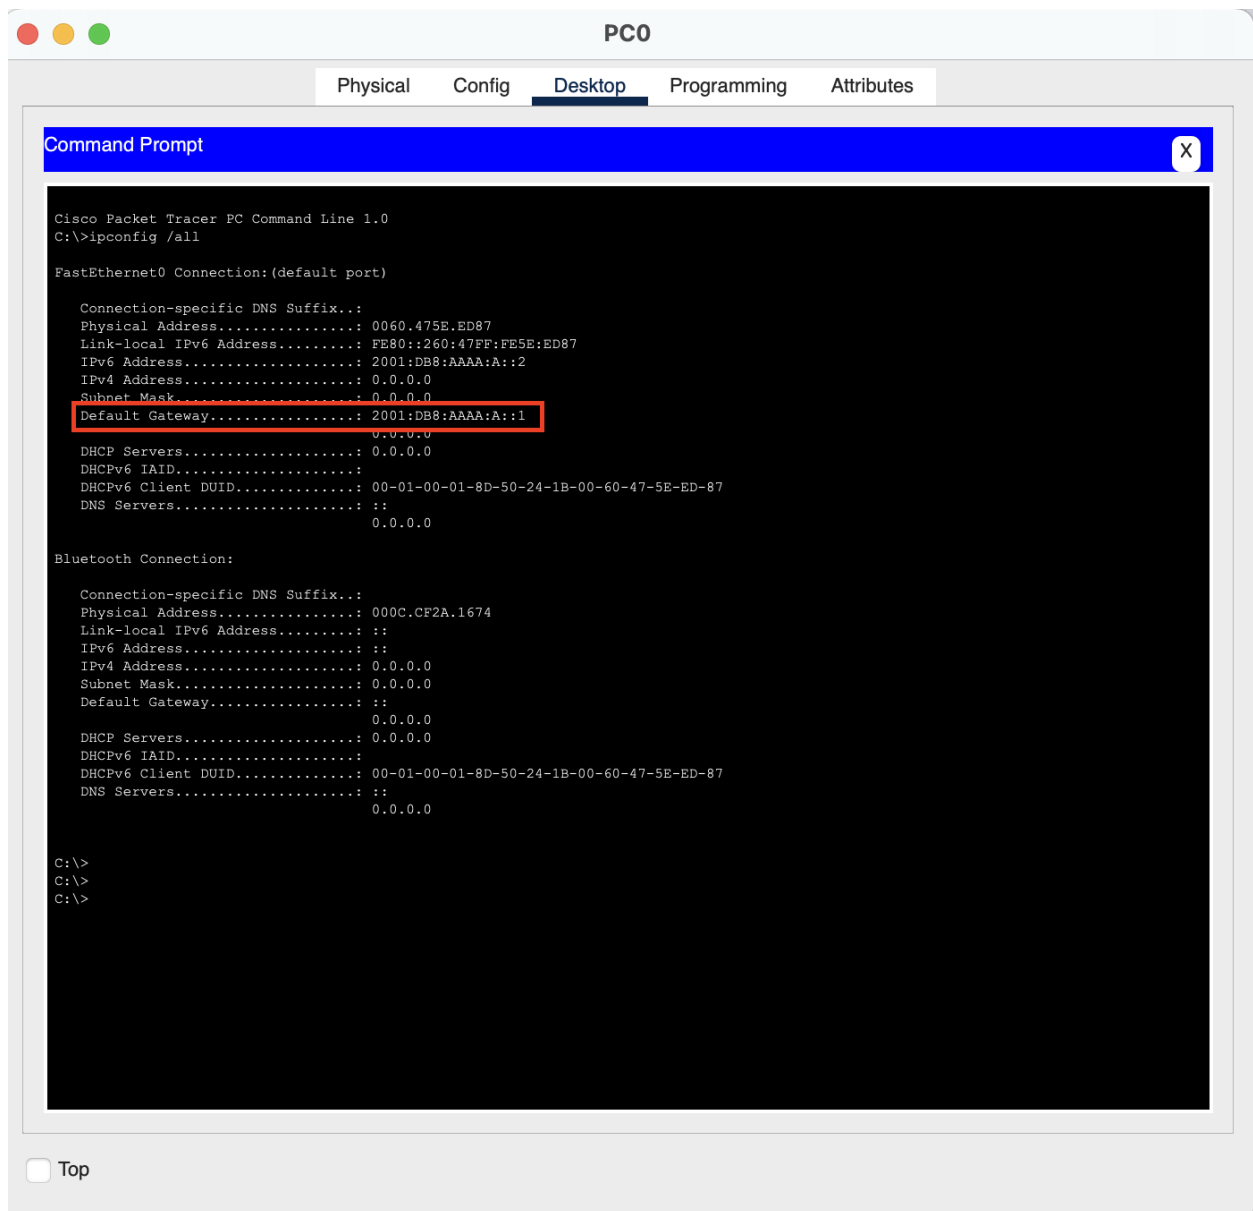 PC0
Physical Config Desktop Programming Attributes
Command Prompt
X
Cisco Packet Tracer PC Command Line 1.0
C:\>ipconfig /all
FastEthernet0 Connection:(default port)
Connection-specific DNS Suffix..:
Physical Address................: 0060.475E.ED87
Link-local IPv6 Address.........: FE80::260:47FF:FE5E:ED87
IPv6 Address....................: 2001:DB8:AAAA:A::2
IPv4 Address....................: 0.0.0.0
Subnet Mask.....................: 0.0.0.0
Default Gateway.................: 2001:DB8:AAAA:A::1
0.0.0.0
DHCP Servers....................: 0.0.0.0
DHCPv6 IAID.....................:
DHCPv6 Client DUID..............: 00-01-00-01-8D-50-24-1B-00-60-47-5E-ED-87
DNS Servers.....................: ::
0.0.0.0
Bluetooth Connection:
Connection-specific DNS Suffix..:
Physical Address................: 000C.CF2A.1674
Link-local IPv6 Address.........: ::
IPv6 Address....................: ::
IPv4 Address....................: 0.0.0.0
Subnet Mask.....................: 0.0.0.0
Default Gateway.................: ::
0.0.0.0
DHCP Servers....................: 0.0.0.0
DHCPv6 IAID.....................:
DHCPv6 Client DUID..............: 00-01-00-01-8D-50-24-1B-00-60-47-5E-ED-87
DNS Servers.....................: ::
0.0.0.0
C:\>
C:\>
C:\>
Top